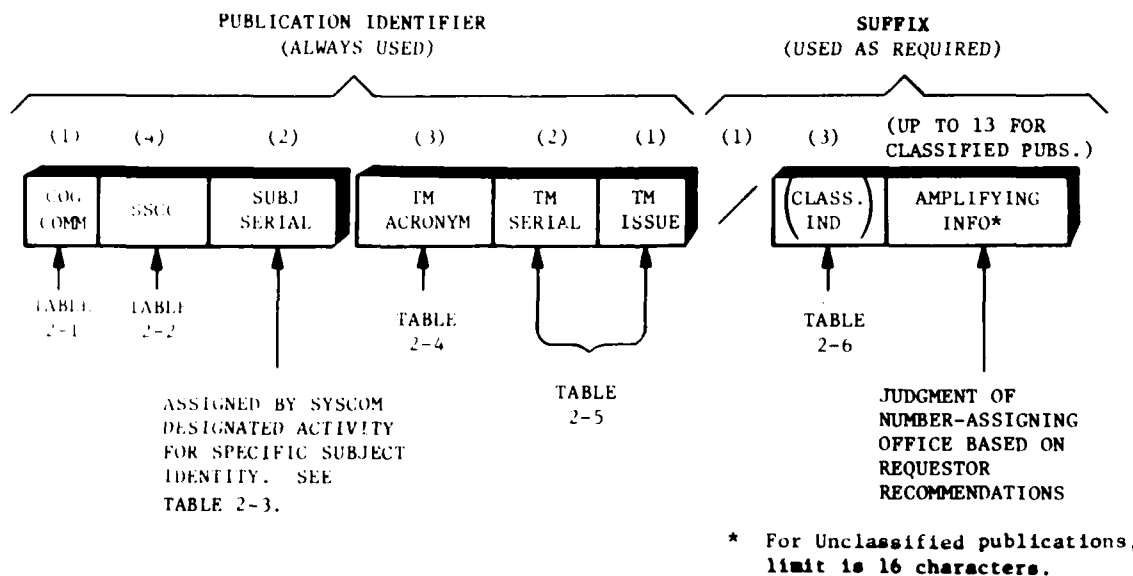 PUBLICATION IDENTIFIER
(ALWAYS USED)
SUFFIX
(USED AS REQUIRED)
(1) (4) (2) (3) (2) (1) (1) (3) (UP TO 13 FOR
CLASSIFIED PUBS.)
COG
COMM
SSCC
SUBJ
SERIAL
TM
ACRONYM
TM
SERIAL
TM
ISSUE
/
(CLASS.
IND)
AMPLIFYING
INFO*
TABLE
2-1
TABLE
2-2
TABLE
2-4
TABLE
2-5
TABLE
2-6
ASSIGNED BY SYSCOM
DESIGNATED ACTIVITY
FOR SPECIFIC SUBJECT
IDENTITY. SEE
TABLE 2-3.
JUDGMENT OF
NUMBER-ASSIGNING
OFFICE BASED ON
REQUESTOR
RECOMMENDATIONS
* For Unclassified publications,
limit is 16 characters.